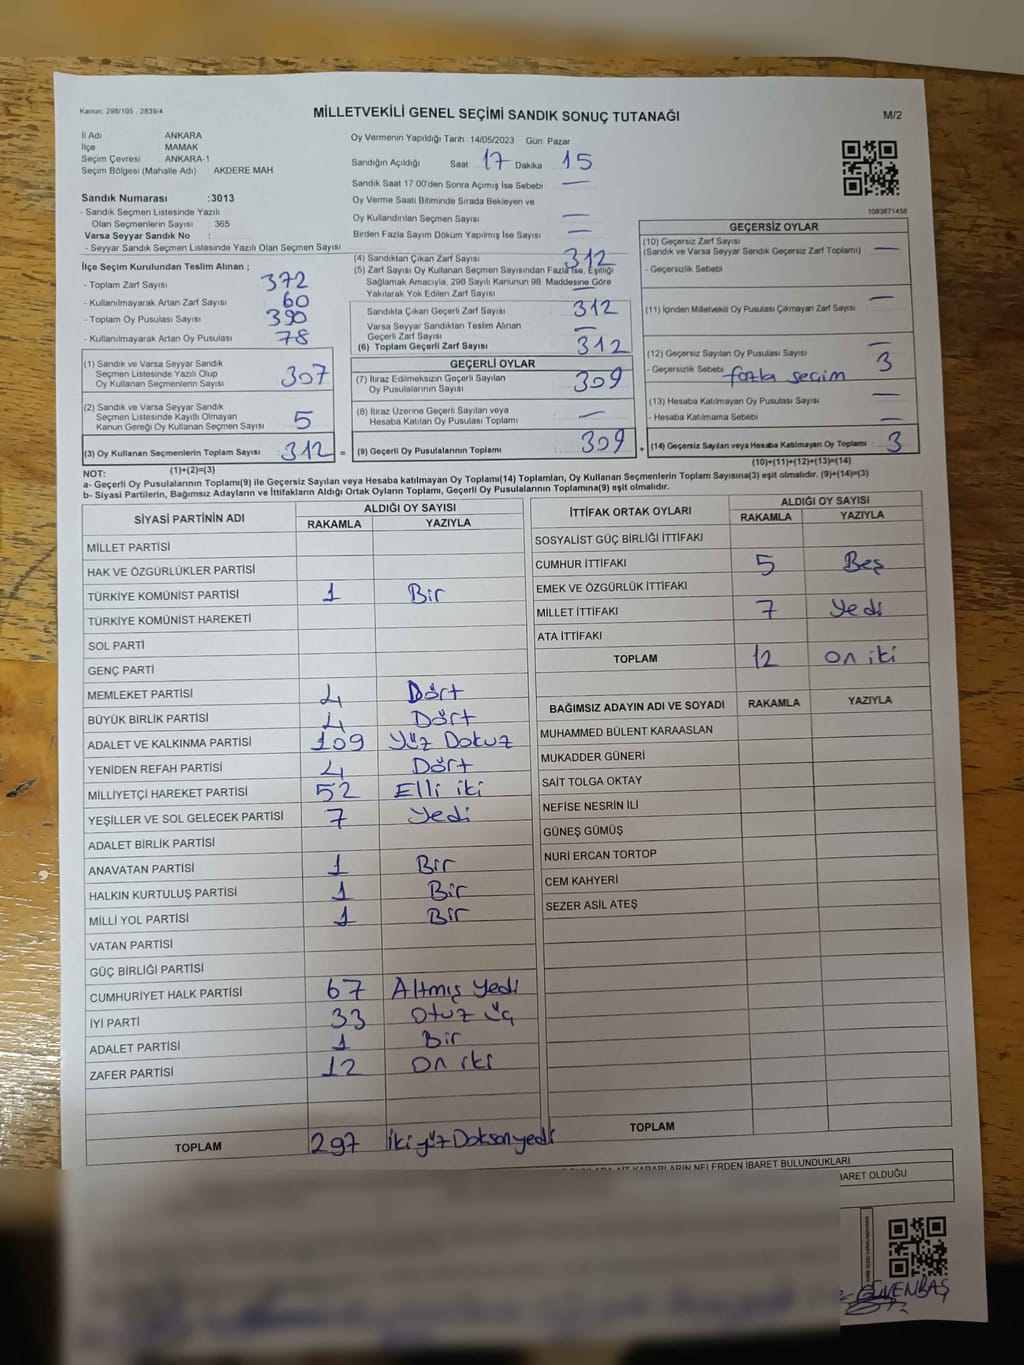 Kanun: 298/105 . 2839/4
MİLLETVEKİLİ GENEL SEÇİMİ SANDIK SONUÇ TUTANAĞI
M/2
İl Adı ANKARA
İlçe MAMAK
Seçim Çevresi ANKARA-1
Seçim Bölgesi (Mahalle Adı) AKDERE MAH
Sandık Numarası :3013
- Sandık Seçmen Listesinde Yazılı
Olan Seçmenlerin Sayısı : 365
Varsa Seyyar Sandık No :
- Seyyar Sandık Seçmen Listesinde Yazılı Olan Seçmen Sayısı
Oy Vermenin Yapıldığı Tarih :14/05/2023 Gün: Pazar
Sandığın Açıldığı Saat: 17 Dakika 15
Sandık Saat 17:00'den Sonra Açımış İse Sebebi —
Oy Verme Saati Bitiminde Sırada Bekleyen ve
Oy Kullandırılan Seçmen Sayısı —
Birden Fazla Sayım Döküm Yapılmış İse Sayısı —
1083871458
İlçe Seçim Kurulundan Teslim Alınan ;
- Toplam Zarf Sayısı 372
- Kullanılmayarak Artan Zarf Sayısı 60
- Toplam Oy Pusulası Sayısı 390
- Kullanılmayarak Artan Oy Pusulası 78
(1) Sandık ve Varsa Seyyar Sandık
Seçmen Listesinde Yazılı Olup
Oy Kullanan Seçmenlerin Sayısı : 307
(2) Sandık ve Varsa Seyyar Sandık
Seçmen Listesinde Kayıtlı Olmayan
Kanun Gereği Oy Kullanan Seçmen Sayısı : 5
(3) Oy Kullanan Seçmenlerin Toplam Sayısı : 312 =
(1)+(2)=(3)
(4) Sandıktan Çıkan Zarf Sayısı 312
(5) Zarf Sayısı Oy Kullanan Seçmen Sayısından Fazla İse, Eşitliği
Sağlamak Amacıyla, 298 Sayılı Kanunun 98. Maddesine Göre
Yakılarak Yok Edilen Zarf Sayısı —
Sandıkta Çıkan Geçerli Zarf Sayısı 312
Varsa Seyyar Sandıktan Teslim Alınan
Geçerli Zarf Sayısı —
(6) Toplam Geçerli Zarf Sayısı 312
GEÇERLİ OYLAR
(7) İtiraz Edilmeksizin Geçerli Sayılan
Oy Pusulalarının Sayısı : 309
(8) İtiraz Üzerine Geçerli Sayılan veya
Hesaba Katılan Oy Pusulası Toplamı : —
(9) Geçerli Oy Pusulalarının Toplamı : 309 +
GEÇERSİZ OYLAR
(10) Geçersiz Zarf Sayısı
(Sandık ve Varsa Seyyar Sandık Geçersiz Zarf Toplamı) —
- Geçersizlik Sebebi
(11) İçinden Milletvekili Oy Pusulası Çıkmayan Zarf Sayısı —
(12) Geçersiz Sayılan Oy Pusulası Sayısı 3
- Geçersizlik Sebebi fazla seçim
(13) Hesaba Katılmayan Oy Pusulası Sayısı —
- Hesaba Katılmama Sebebi —
(14) Geçersiz Sayılan veya Hesaba Katılmayan Oy Toplamı : 3
(10)+(11)+(12)+(13)=(14)
NOT:
a- Geçerli Oy Pusulalarının Toplamı(9) ile Geçersiz Sayılan veya Hesaba katılmayan Oy Toplamı(14) Toplamları, Oy Kullanan Seçmenlerin Toplam Sayısına(3) eşit olmalıdır. (9)+(14)=(3)
b- Siyasi Partilerin, Bağımsız Adayların ve İttifakların Aldığı Ortak Oyların Toplamı, Geçerli Oy Pusulalarının Toplamına(9) eşit olmalıdır.
SİYASİ PARTİNİN ADI ALDIĞI OY SAYISI
RAKAMLA YAZIYLA
MİLLET PARTİSİ
HAK VE ÖZGÜRLÜKLER PARTİSİ
TÜRKİYE KOMÜNİST PARTİSİ 1 Bir
TÜRKİYE KOMÜNİST HAREKETİ
SOL PARTİ
GENÇ PARTİ
MEMLEKET PARTİSİ 4 Dört
BÜYÜK BİRLİK PARTİSİ 4 Dört
ADALET VE KALKINMA PARTİSİ 109 Yüz Dokuz
YENİDEN REFAH PARTİSİ 4 Dört
MİLLİYETÇİ HAREKET PARTİSİ 52 Elli iki
YEŞİLLER VE SOL GELECEK PARTİSİ 7 Yedi
ADALET BİRLİK PARTİSİ
ANAVATAN PARTİSİ 1 Bir
HALKIN KURTULUŞ PARTİSİ 1 Bir
MİLLİ YOL PARTİSİ 1 Bir
VATAN PARTİSİ
GÜÇ BİRLİĞİ PARTİSİ
CUMHURİYET HALK PARTİSİ 67 Altmış Yedi
İYİ PARTİ 33 Otuz üç
ADALET PARTİSİ 1 Bir
ZAFER PARTİSİ 12 On iki
TOPLAM 297 İki yüz Doksan yedi
İTTİFAK ORTAK OYLARI ALDIĞI OY SAYISI
RAKAMLA YAZIYLA
SOSYALİST GÜÇ BİRLİĞİ İTTİFAKI
CUMHUR İTTİFAKI 5 Beş
EMEK VE ÖZGÜRLÜK İTTİFAKI
MİLLET İTTİFAKI 7 Yedi
ATA İTTİFAKI
TOPLAM 12 On iki
BAĞIMSIZ ADAYIN ADI VE SOYADI RAKAMLA YAZIYLA
MUHAMMED BÜLENT KARAASLAN
MUKADDER GÜNERİ
SAİT TOLGA OKTAY
NEFİSE NESRİN İLİ
GÜNEŞ GÜMÜŞ
NURİ ERCAN TORTOP
CEM KAHYERİ
SEZER ASİL ATEŞ
TOPLAM
KARARLARIN NELERDEN İBARET BULUNDUKLARI
İBARET OLDUĞU